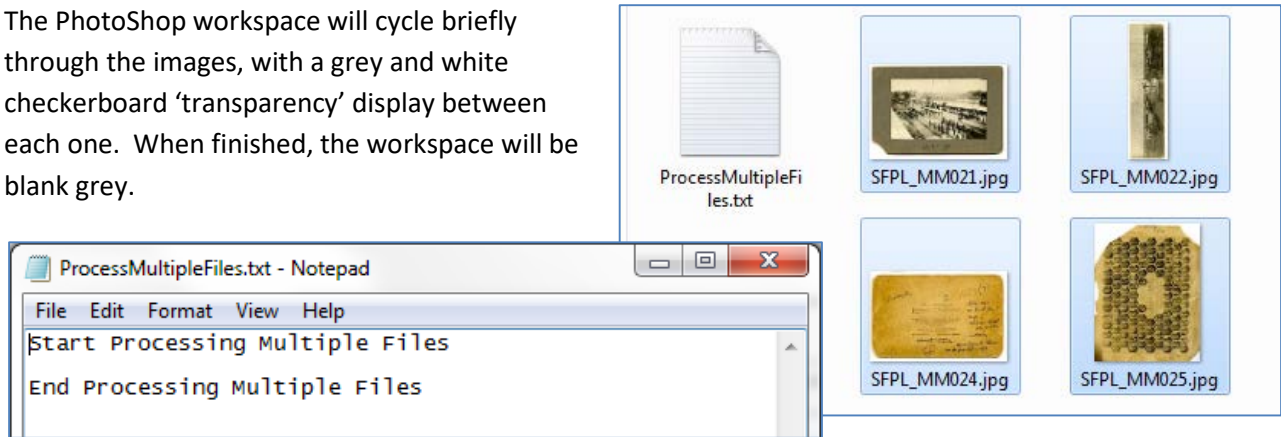 The PhotoShop workspace will cycle briefly
through the images, with a grey and white
checkerboard ‘transparency’ display between
each one.  When finished, the workspace will be
blank grey.
ProcessMultipleFi
les.txt
SFPL_MM021.jpg
SFPL_MM022.jpg
SFPL_MM024.jpg
SFPL_MM025.jpg
ProcessMultipleFiles.txt - Notepad
File Edit Format View Help
Start Processing Multiple Files
End Processing Multiple Files